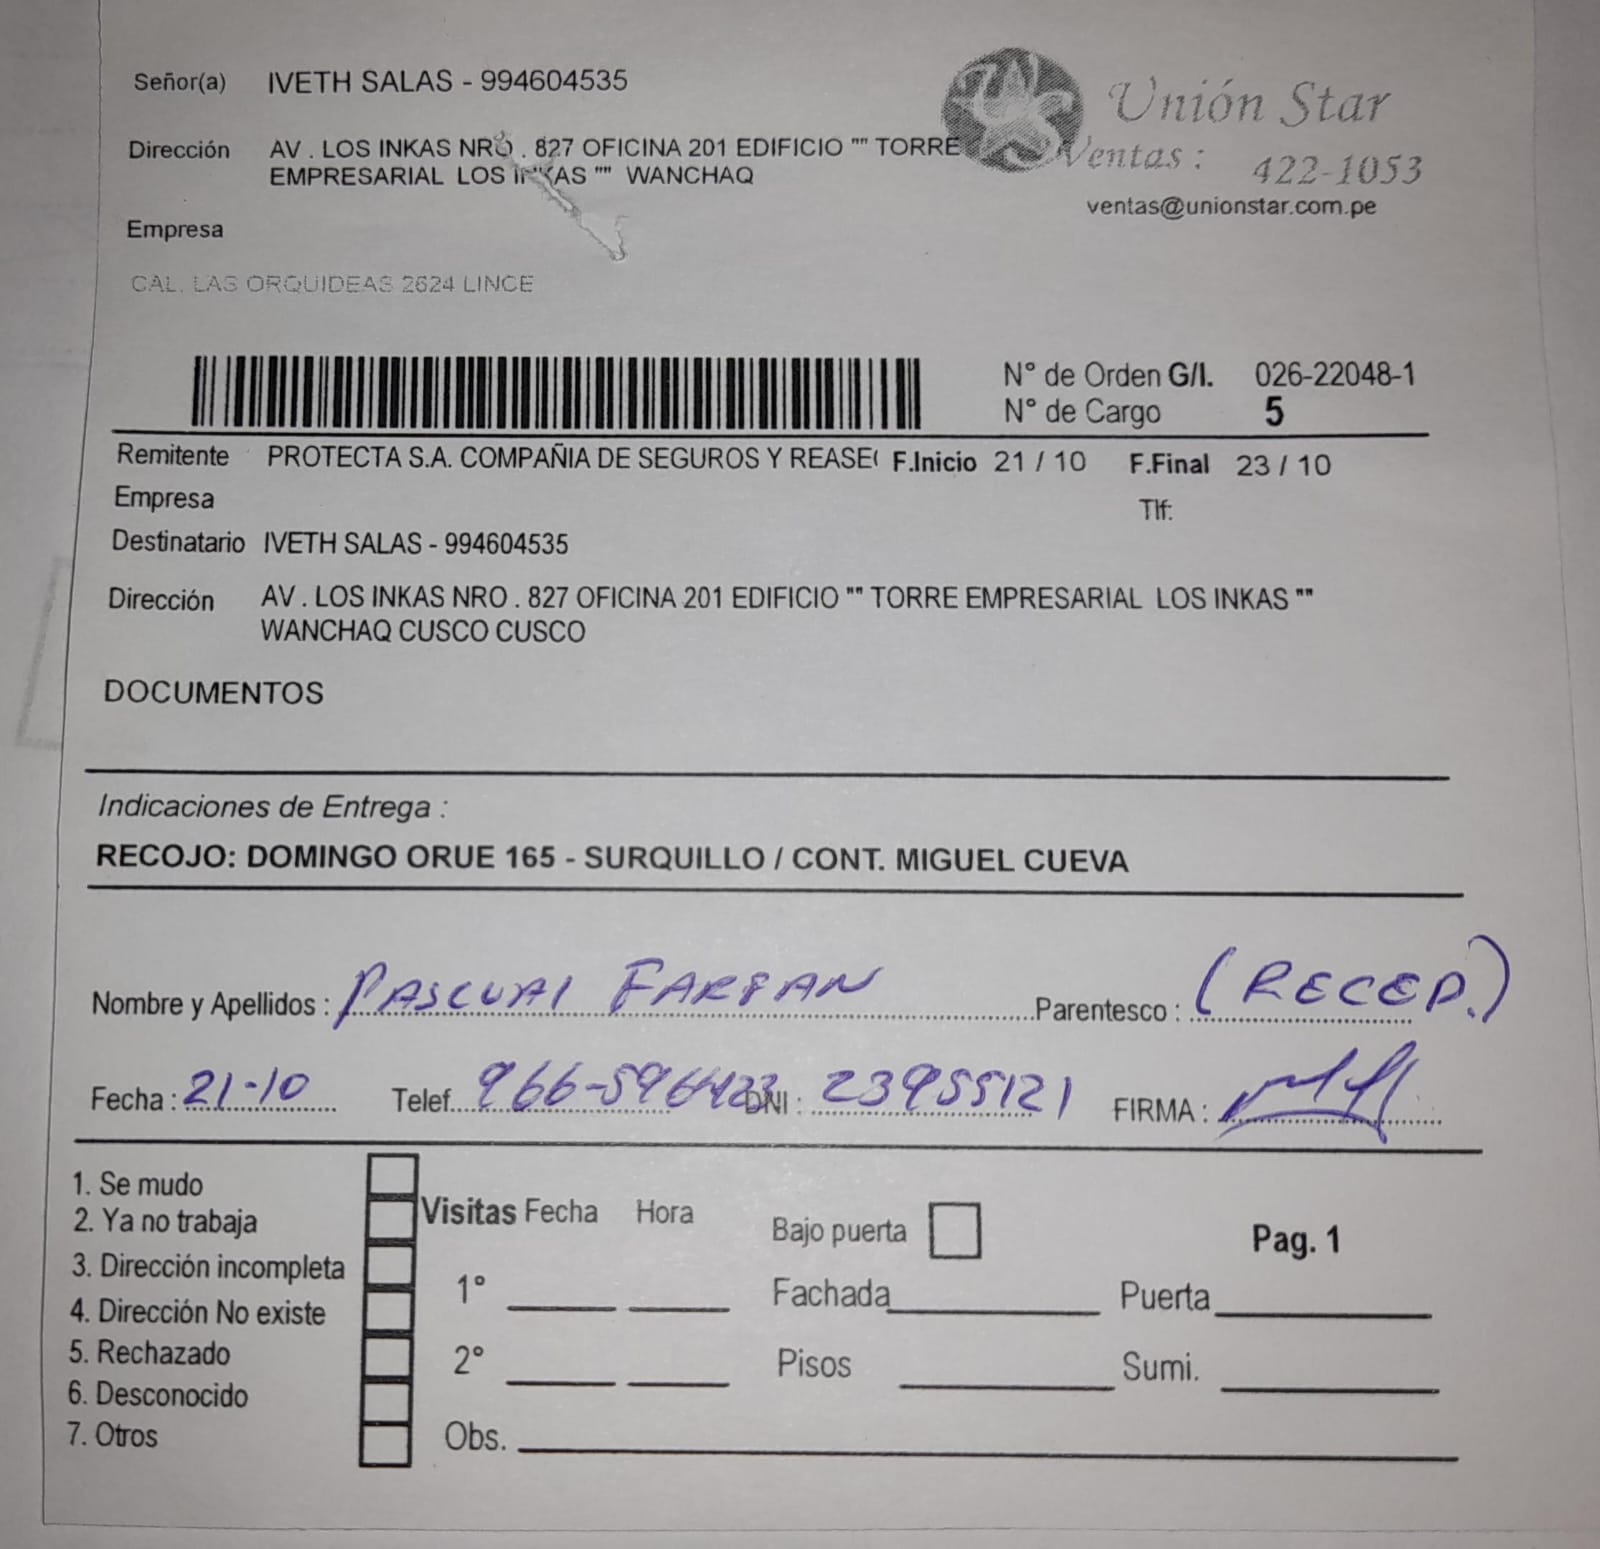 Señor(a) IVETH SALAS - 994604535
Unión Star
Dirección AV . LOS INKAS NRO . 827 OFICINA 201 EDIFICIO "" TORRE
EMPRESARIAL LOS INKAS "" WANCHAQ
Ventas : 422-1053
ventas@unionstar.com.pe
Empresa
CAL. LAS ORQUIDEAS 2624 LINCE
N° de Orden G/I. 026-22048-1
N° de Cargo 5
Remitente PROTECTA S.A. COMPAÑIA DE SEGUROS Y REASE( F.Inicio 21 / 10 F.Final 23 / 10
Empresa Tlf:
Destinatario IVETH SALAS - 994604535
Dirección AV . LOS INKAS NRO . 827 OFICINA 201 EDIFICIO "" TORRE EMPRESARIAL LOS INKAS ""
WANCHAQ CUSCO CUSCO
DOCUMENTOS
Indicaciones de Entrega :
RECOJO: DOMINGO ORUE 165 - SURQUILLO / CONT. MIGUEL CUEVA
Nombre y Apellidos : PASCUAL FARFAN Parentesco : (RECEP.)
Fecha : 21-10 Telef. DNI : 23955121 FIRMA :
1. Se mudo
2. Ya no trabaja
3. Dirección incompleta
4. Dirección No existe
5. Rechazado
6. Desconocido
7. Otros
Visitas Fecha Hora
1°
2°
Obs.
Bajo puerta Pag. 1
Fachada Puerta
Pisos Sumi.